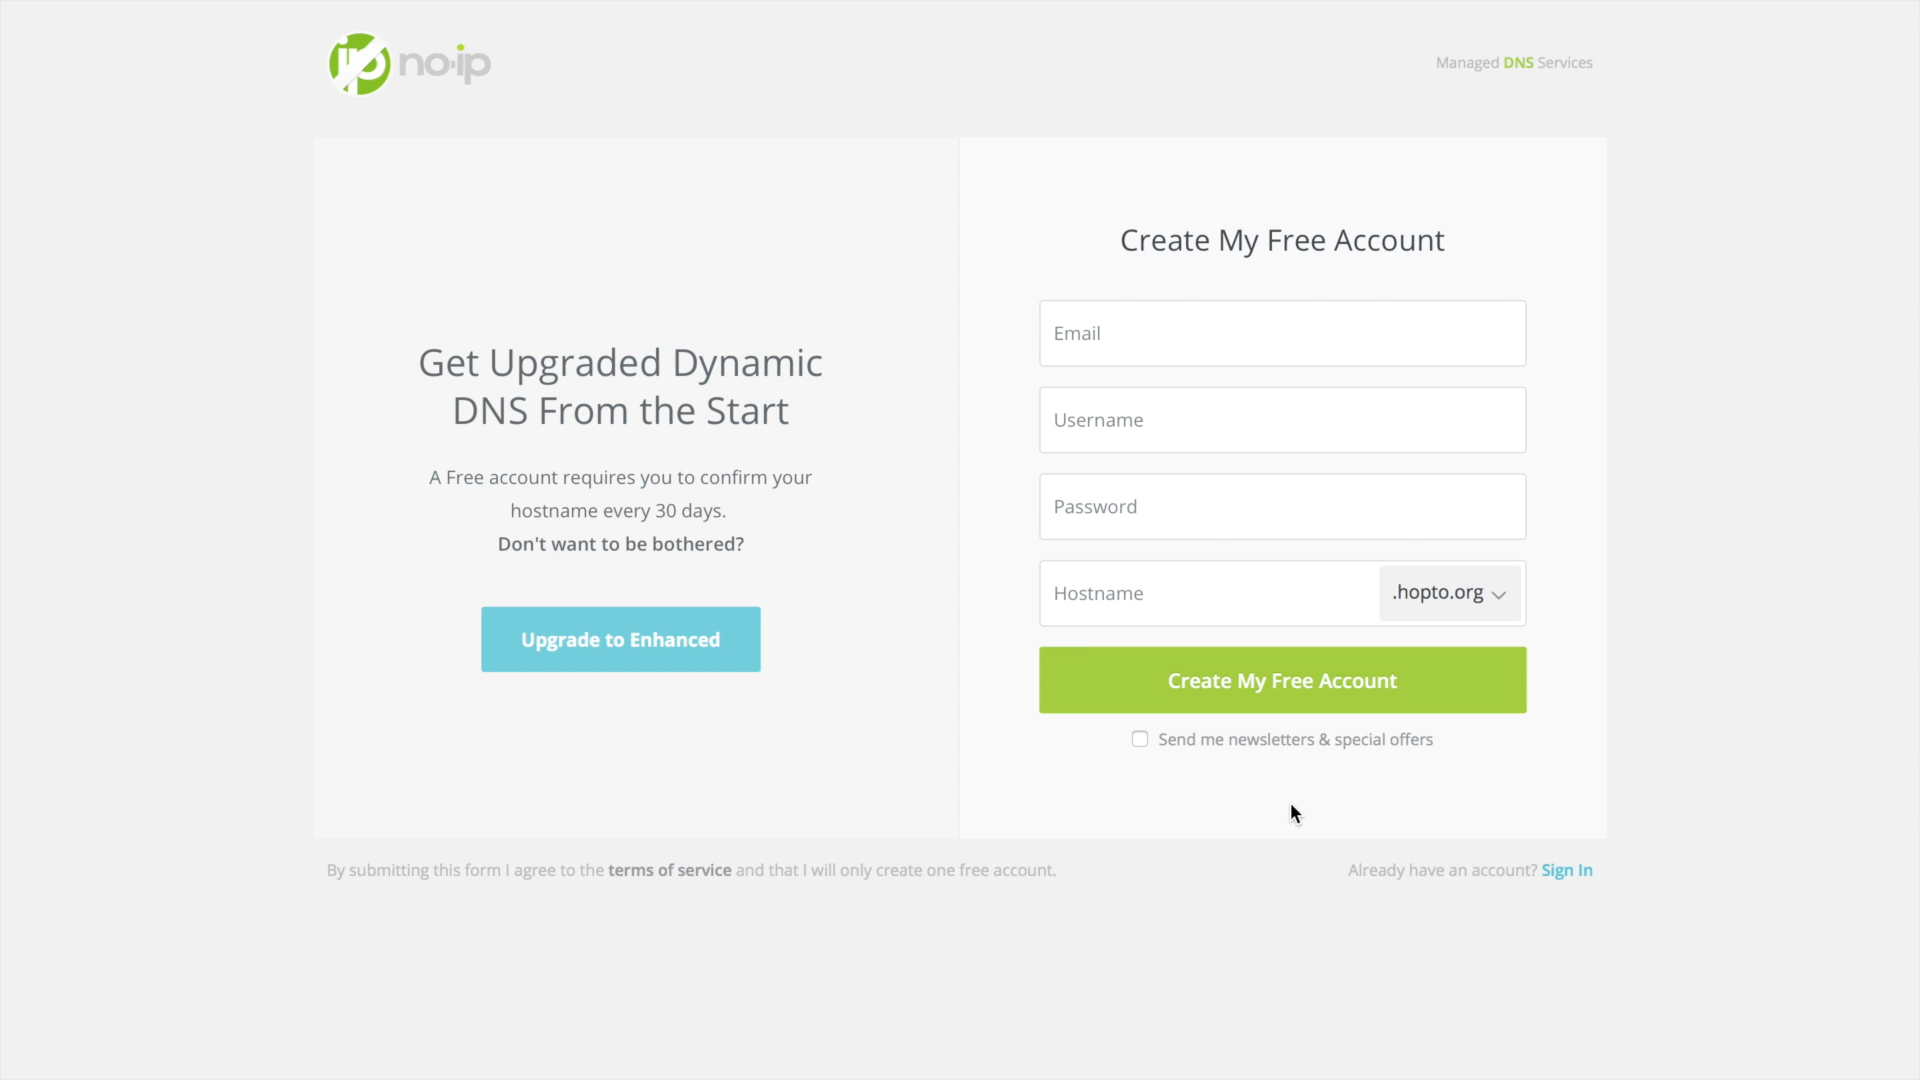 no-ip
Managed DNS Services
Get Upgraded Dynamic
DNS From the Start
A Free account requires you to confirm your
hostname every 30 days.
Don't want to be bothered?
Upgrade to Enhanced
Create My Free Account
Email
Username
Password
Hostname
.hopto.org
Create My Free Account
Send me newsletters & special offers
By submitting this form I agree to the terms of service and that I will only create one free account.
Already have an account? Sign In